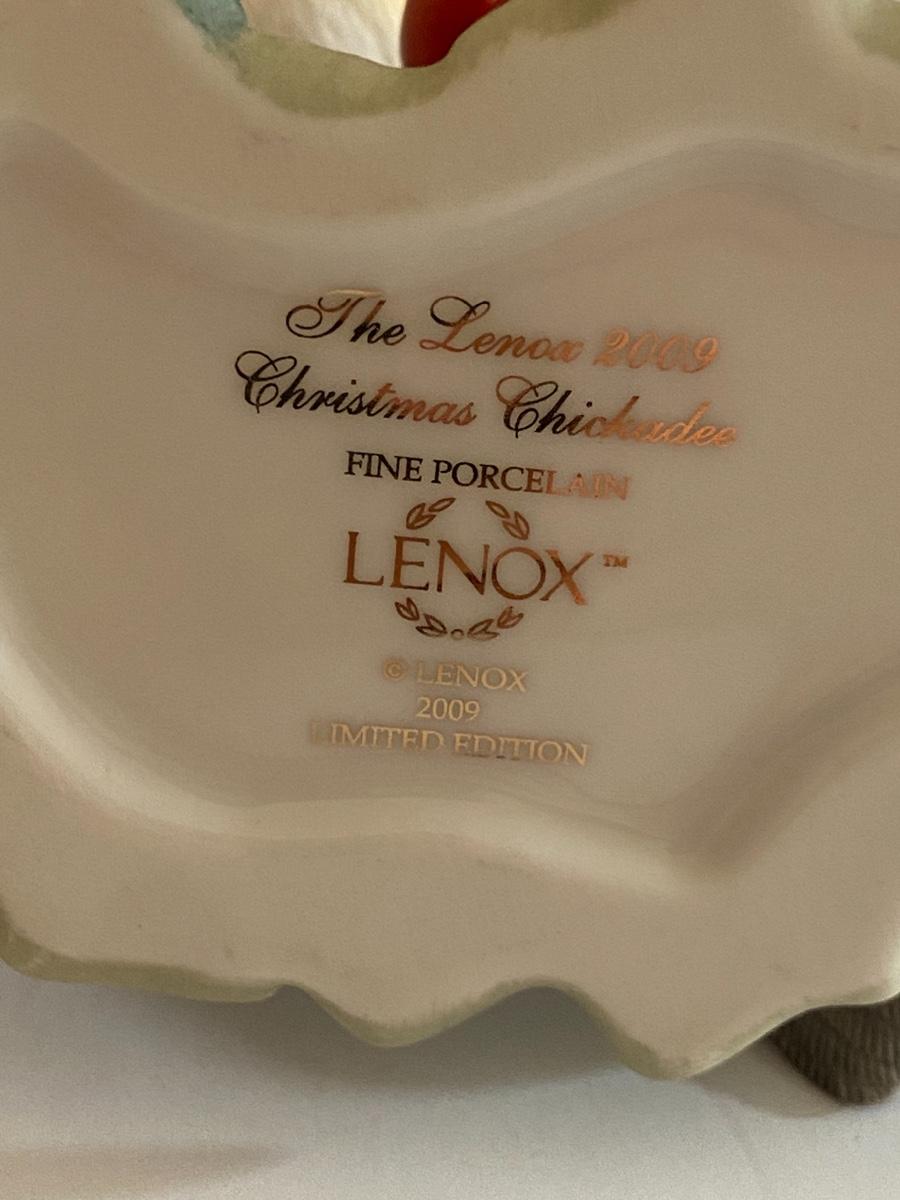 The Lenox 2009
Christmas Chickadee
FINE PORCELAIN
LENOX™
© LENOX
2009
LIMITED EDITION